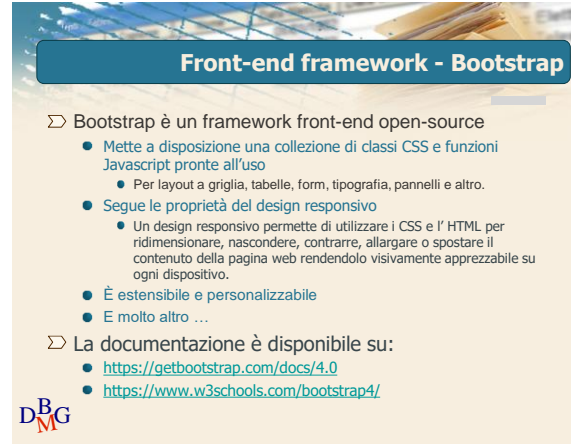 Front-end framework - Bootstrap
Bootstrap è un framework front-end open-source
Mette a disposizione una collezione di classi CSS e funzioni
Javascript pronte all'uso
Per layout a griglia, tabelle, form, tipografia, pannelli e altro.
Segue le proprietà del design responsivo
Un design responsivo permette di utilizzare i CSS e l' HTML per
ridimensionare, nascondere, contrarre, allargare o spostare il
contenuto della pagina web rendendolo visivamente apprezzabile su
ogni dispositivo.
È estensibile e personalizzabile
E molto altro …
La documentazione è disponibile su:
https://getbootstrap.com/docs/4.0
https://www.w3schools.com/bootstrap4/
DBMG